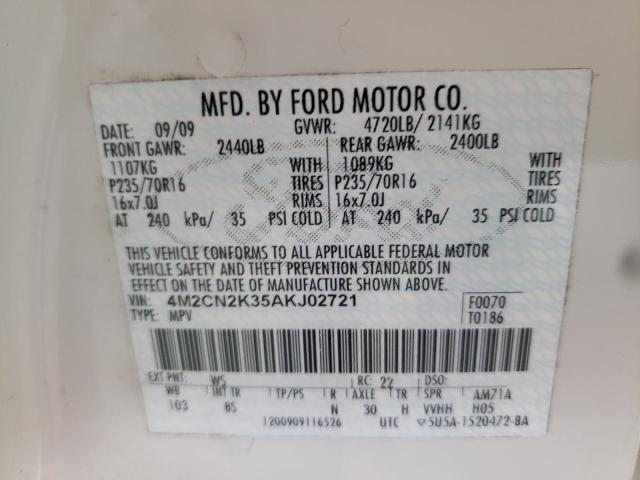 MFD. BY FORD MOTOR CO.
DATE: 09/09 GVWR: 4720LB/ 2141KG
FRONT GAWR: 2440LB REAR GAWR: 2400LB
1107KG WITH 1089KG WITH
P235/70R16 TIRES P235/70R16 TIRES
16x7.0J RIMS 16x7.0J RIMS
AT 240 kPa/ 35 PSI COLD AT 240 kPa/ 35 PSI COLD
THIS VEHICLE CONFORMS TO ALL APPLICABLE FEDERAL MOTOR
VEHICLE SAFETY AND THEFT PREVENTION STANDARDS IN
EFFECT ON THE DATE OF MANUFACTURE SHOWN ABOVE.
VIN: 4M2CN2K35AKJ02721 F0070
TYPE: MPV T0186
EXT PNT: WS RC: 22 DSO:
WB INT TR TP/PS R AXLE TR SPR AM71A
103 BS N 30 H VVHH H05
1200909116526 UTC ▽5U5A-1520472-BA